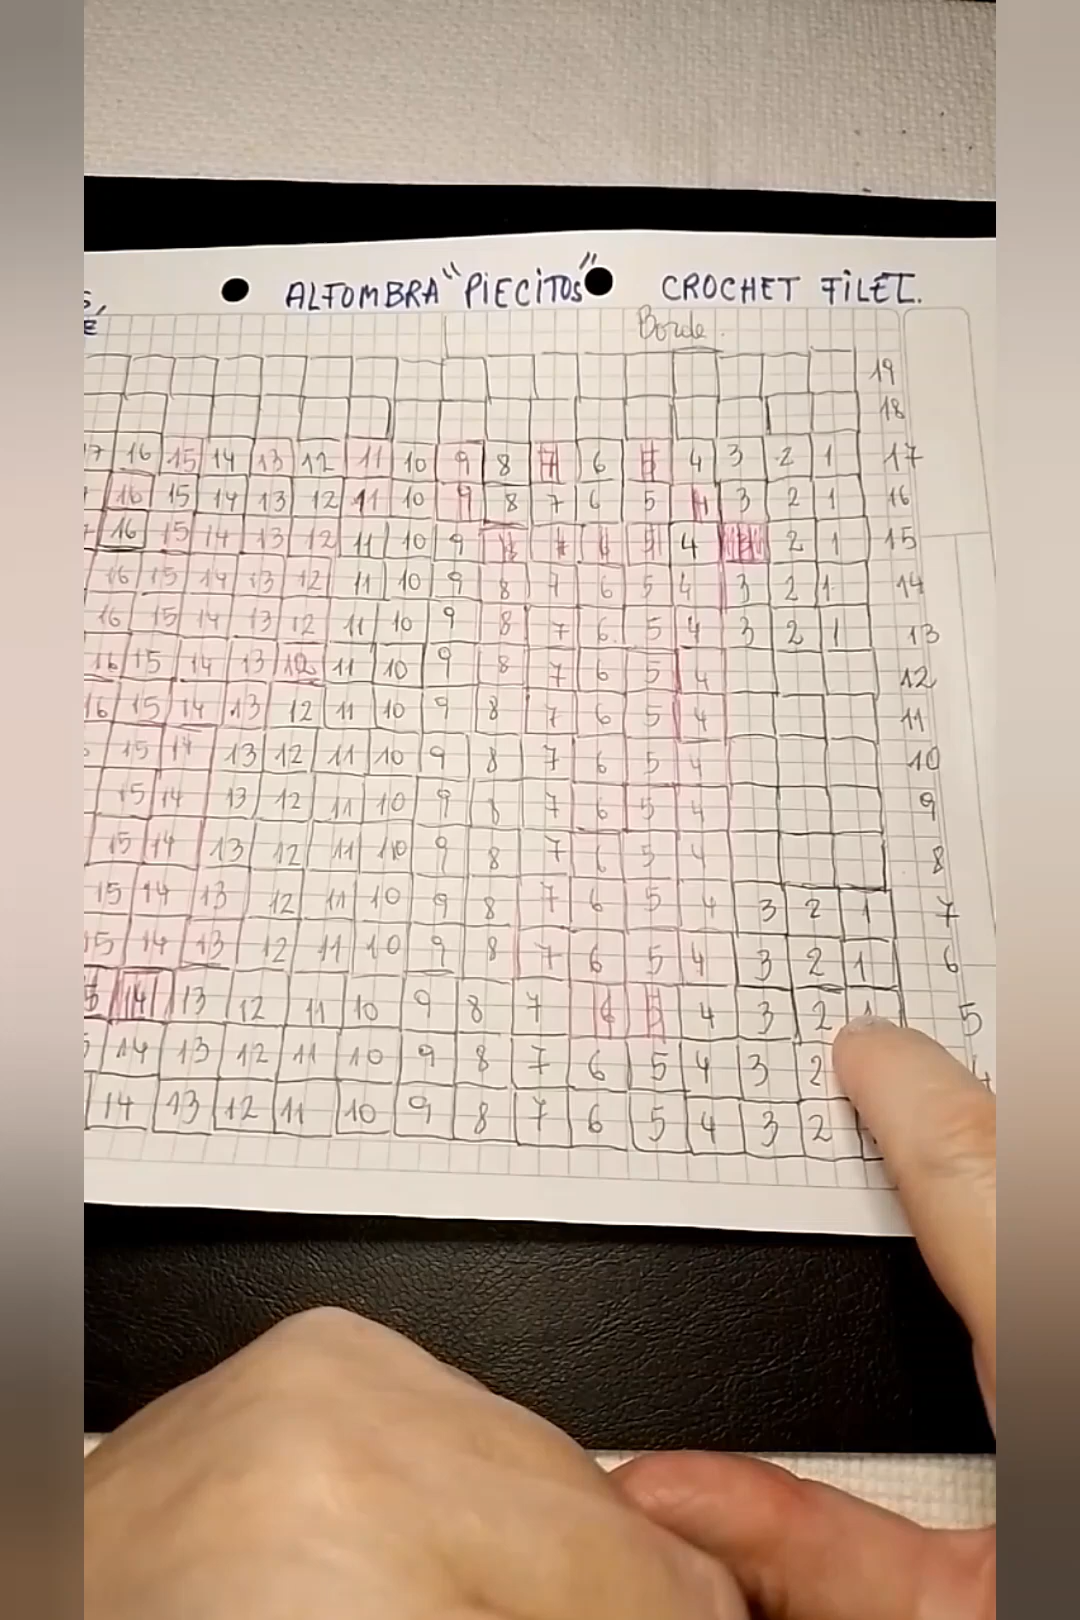 ALFOMBRA "PIECITOS" CROCHET FILET.
Borde.
19
18
16 15 14 13 12 11 10 9 8 7 6 5 4 3 2 1 17
16 15 14 13 12 11 10 9 8 7 6 5 4 3 2 1 16
16 15 14 13 12 11 10 9 4 2 1 15
16 15 14 13 12 11 10 9 8 7 6 5 4 3 2 1 14
16 15 14 13 12 11 10 9 8 7 6 5 4 3 2 1 13
16 15 14 13 12 11 10 9 8 7 6 5 4 12
16 15 14 13 12 11 10 9 8 7 6 5 4 11
15 14 13 12 11 10 9 8 7 6 5 4 10
15 14 13 12 11 10 9 8 7 6 5 4 9
15 14 13 12 11 10 9 8 7 6 5 4 8
15 14 13 12 11 10 9 8 7 6 5 4 3 2 1 7
15 14 13 12 11 10 9 8 7 6 5 4 3 2 1 6
14 13 12 11 10 9 8 7 6 5 4 3 2 1 5
14 13 12 11 10 9 8 7 6 5 4 3 2
14 13 12 11 10 9 8 7 6 5 4 3 2